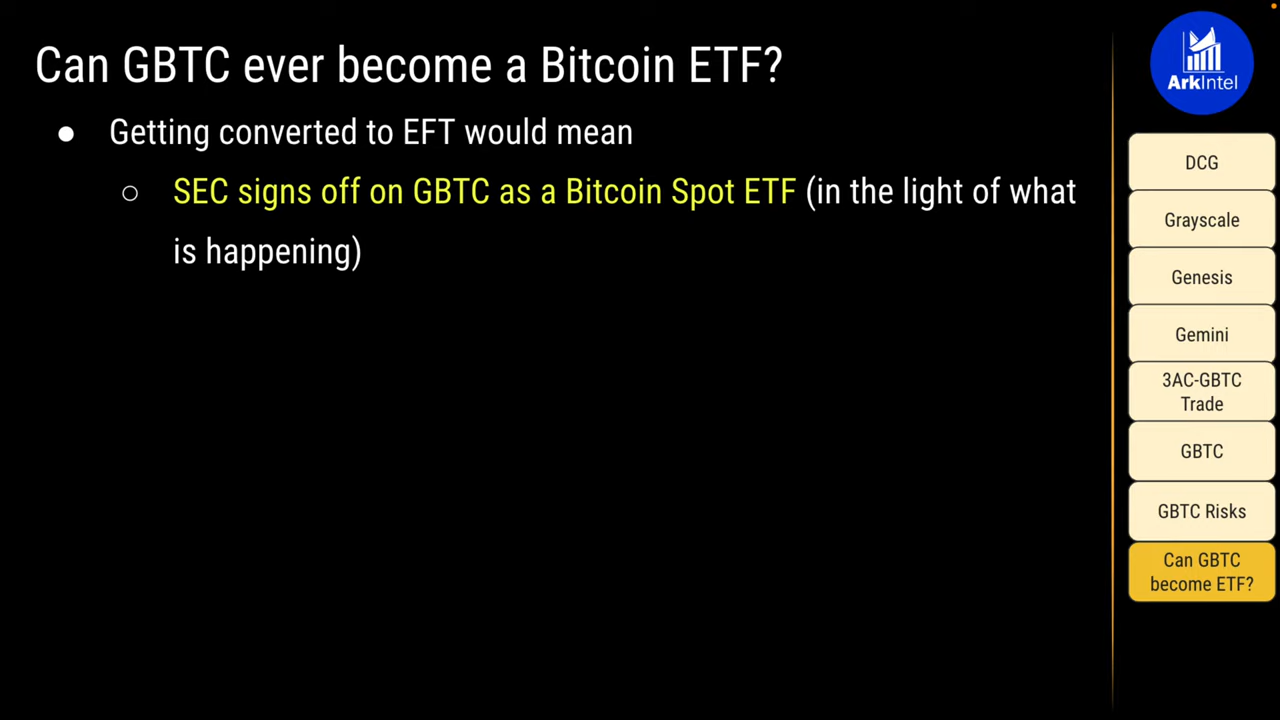 Can GBTC ever become a Bitcoin ETF?
● Getting converted to EFT would mean
○ SEC signs off on GBTC as a Bitcoin Spot ETF (in the light of what
is happening)
ArkIntel
DCG
Grayscale
Genesis
Gemini
3AC-GBTC
Trade
GBTC
GBTC Risks
Can GBTC
become ETF?